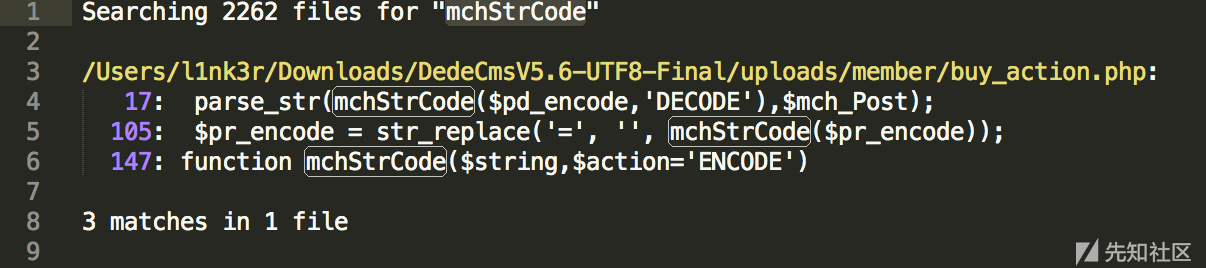 1 Searching 2262 files for "mchStrCode"
2
3 /Users/l1nk3r/Downloads/DedeCmsV5.6-UTF8-Final/uploads/member/buy_action.php:
4 17: parse_str(mchStrCode($pd_encode,'DECODE'),$mch_Post);
5 105: $pr_encode = str_replace('=', '', mchStrCode($pr_encode));
6 147: function mchStrCode($string,$action='ENCODE')
7
8 3 matches in 1 file
9
先知社区